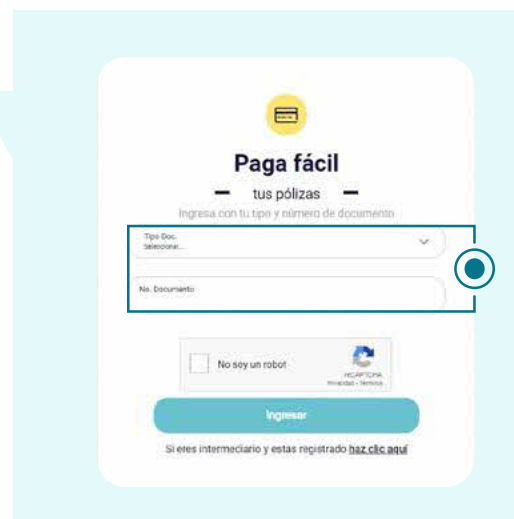 Paga fácil
tus pólizas
Ingresa con tu tipo y número de documento
Tipo Doc.
Seleccione...
No. Documento
No soy un robot
reCAPTCHA
Privacidad - Términos
Ingresar
Si eres intermediario y estas registrado haz clic aquí